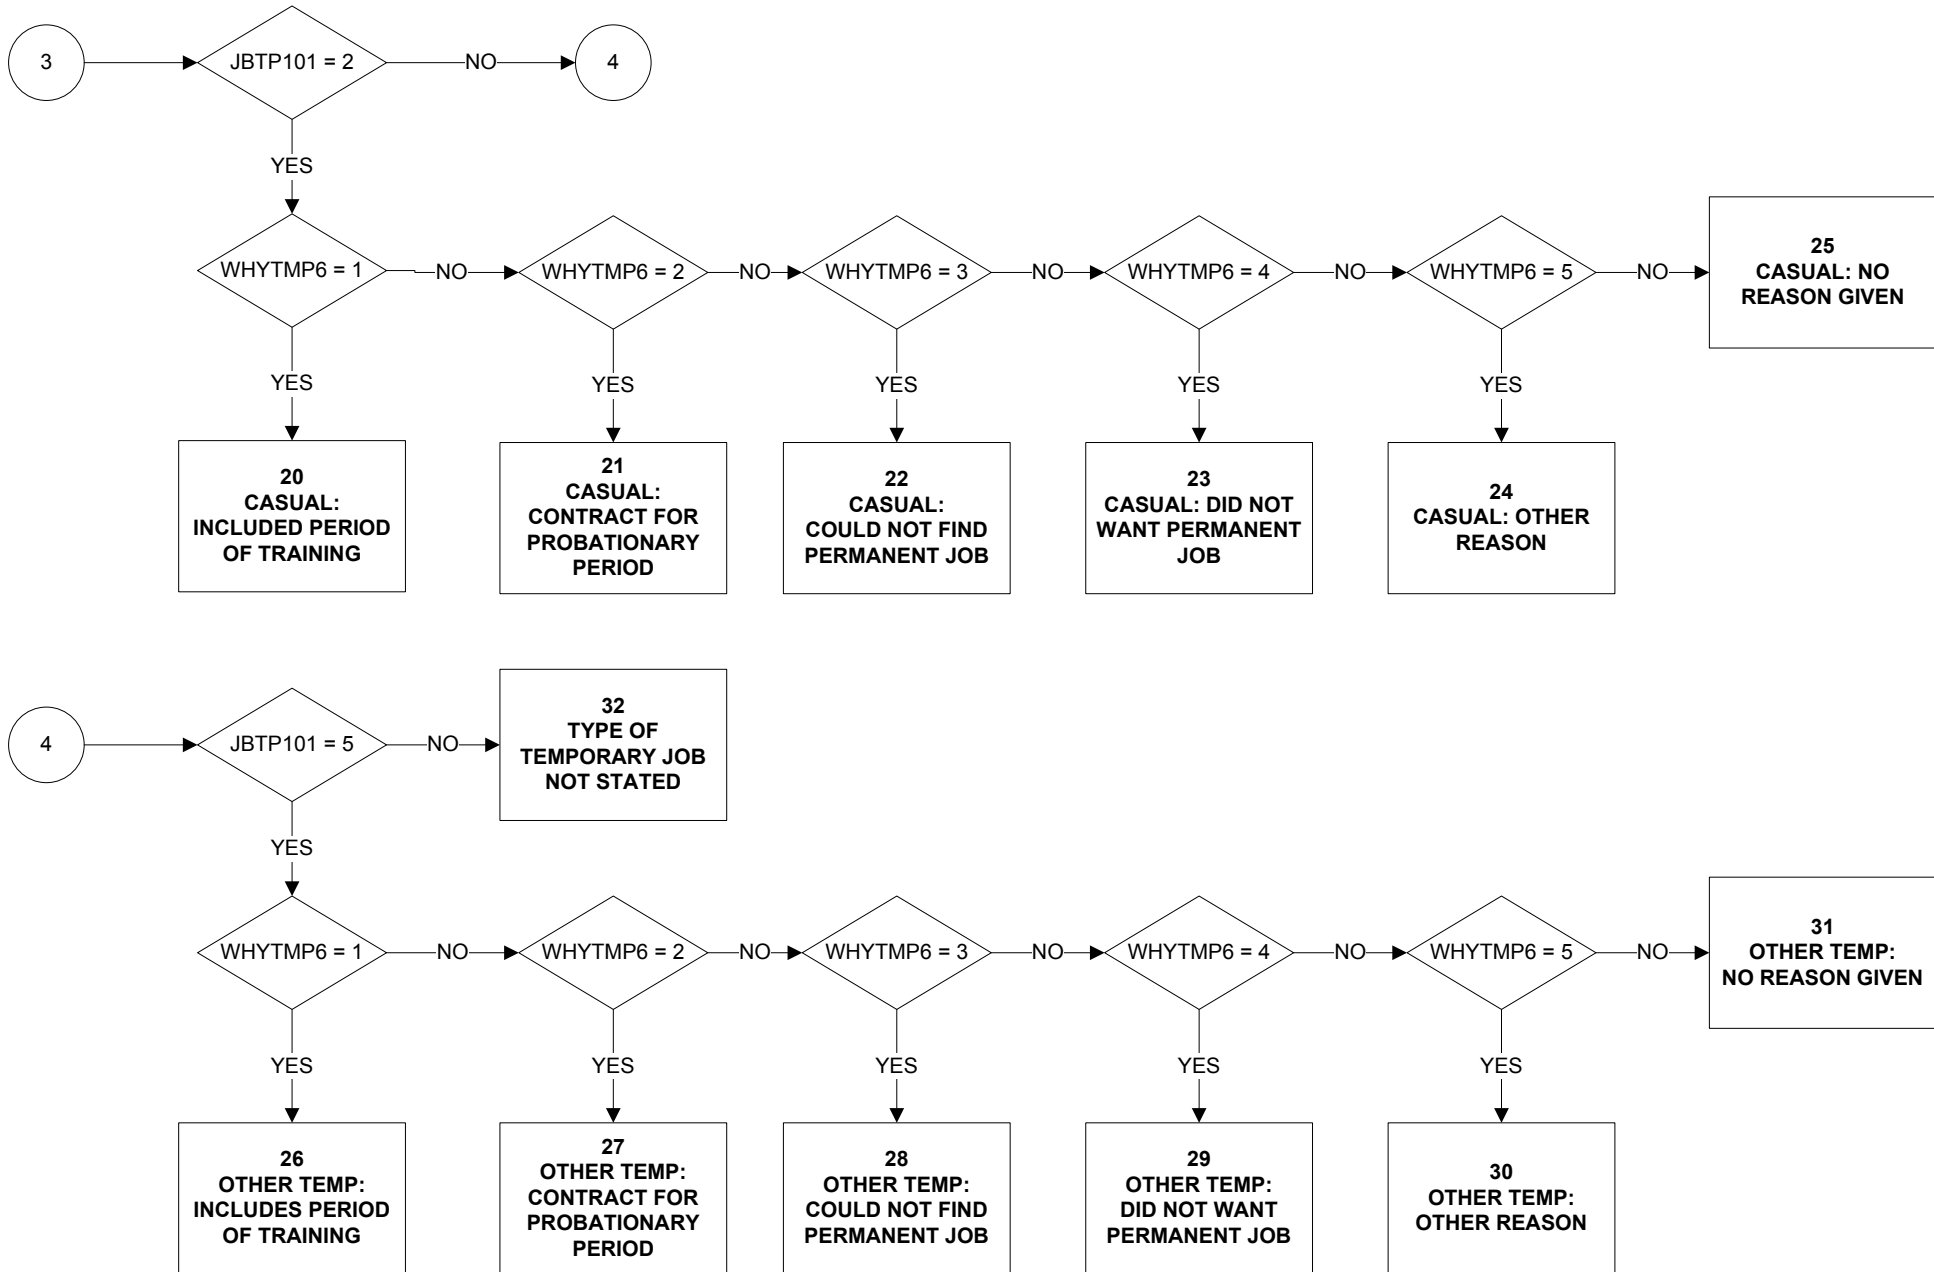 3
JBTP101 = 2
NO
4
YES
WHYTMP6 = 1
NO
WHYTMP6 = 2
NO
WHYTMP6 = 3
NO
WHYTMP6 = 4
NO
WHYTMP6 = 5
NO
25
CASUAL: NO
REASON GIVEN
YES
YES
YES
YES
YES
20
CASUAL:
INCLUDED PERIOD
OF TRAINING
21
CASUAL:
CONTRACT FOR
PROBATIONARY
PERIOD
22
CASUAL:
COULD NOT FIND
PERMANENT JOB
23
CASUAL: DID NOT
WANT PERMANENT
JOB
24
CASUAL: OTHER
REASON
4
JBTP101 = 5
NO
32
TYPE OF
TEMPORARY JOB
NOT STATED
YES
WHYTMP6 = 1
NO
WHYTMP6 = 2
NO
WHYTMP6 = 3
NO
WHYTMP6 = 4
NO
WHYTMP6 = 5
NO
31
OTHER TEMP:
NO REASON GIVEN
YES
YES
YES
YES
YES
26
OTHER TEMP:
INCLUDES PERIOD
OF TRAINING
27
OTHER TEMP:
CONTRACT FOR
PROBATIONARY
PERIOD
28
OTHER TEMP:
COULD NOT FIND
PERMANENT JOB
29
OTHER TEMP:
DID NOT WANT
PERMANENT JOB
30
OTHER TEMP:
OTHER REASON